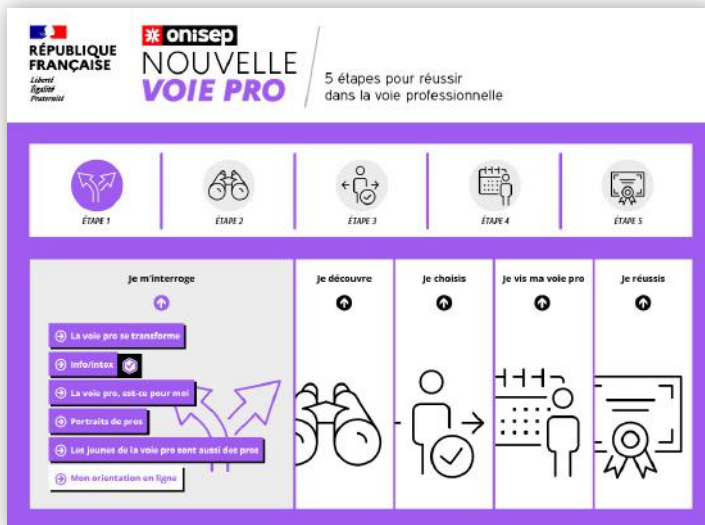 RÉPUBLIQUE
FRANÇAISE
Liberté
Égalité
Fraternité
onisep
NOUVELLE
VOIE PRO
5 étapes pour réussir
dans la voie professionnelle
ÉTAPE 1
ÉTAPE 2
ÉTAPE 3
ÉTAPE 4
ÉTAPE 5
Je m'interroge
Je découvre
Je choisis
Je vis ma voie pro
Je réussis
La voie pro se transforme
Info/intox
La voie pro, est-ce pour moi
Portraits de pros
Les jeunes de la voie pro sont aussi des pros
Mon orientation en ligne